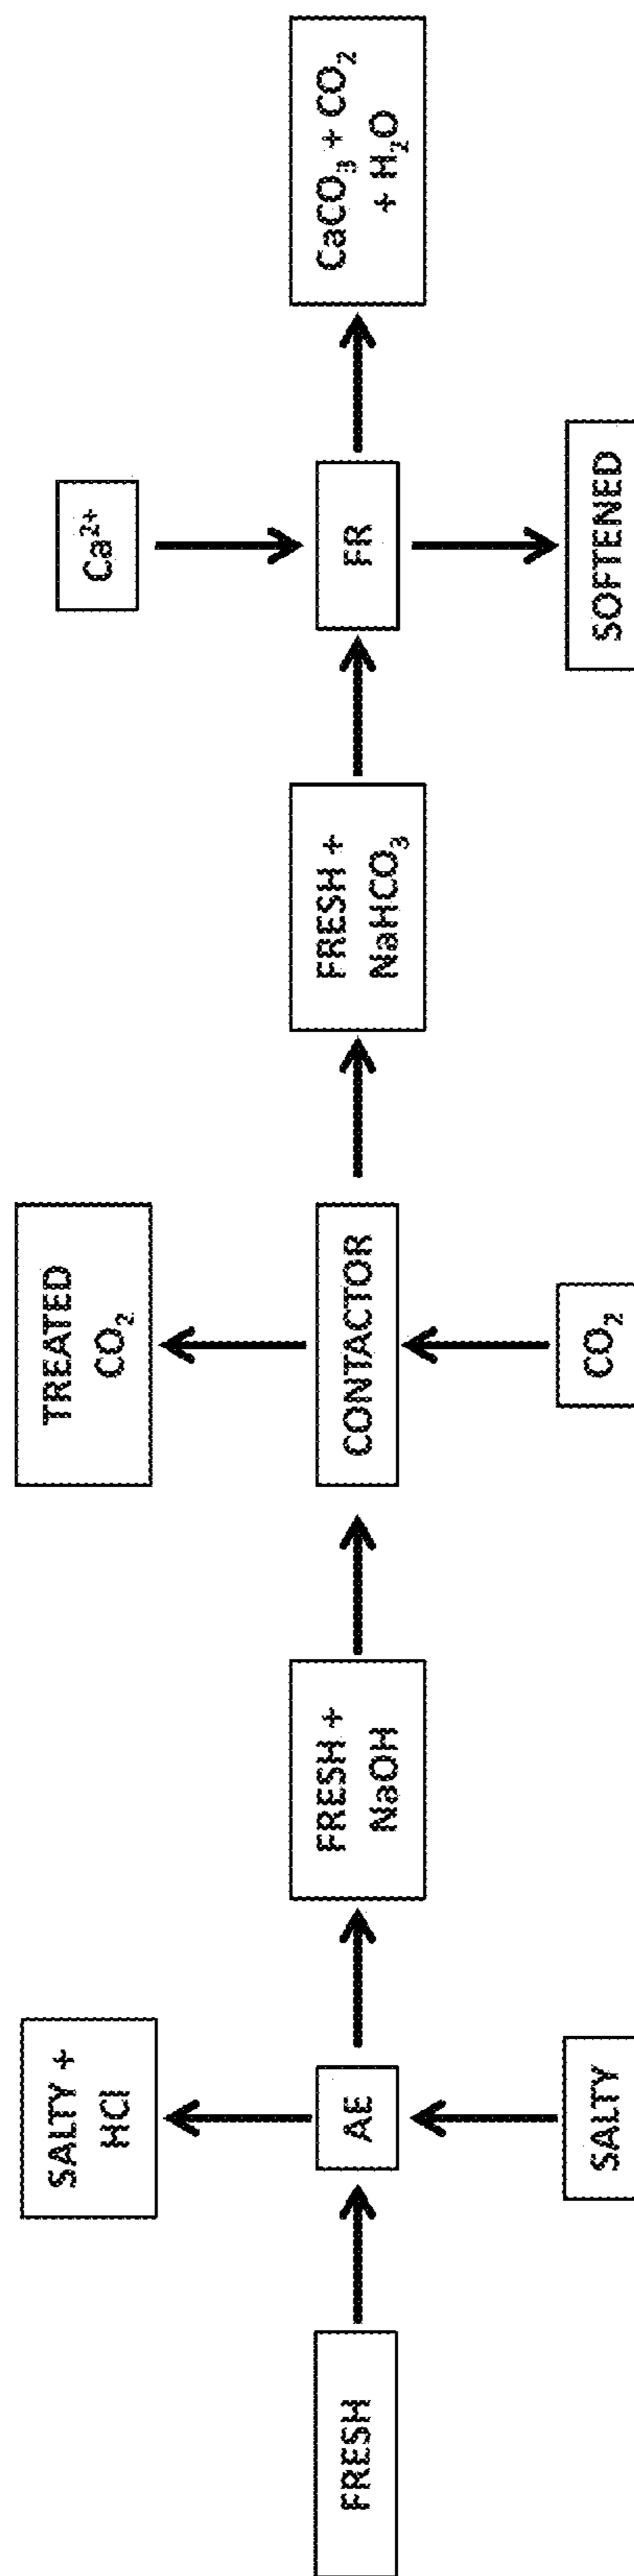 FRESH
SALTY +
HCl
AE
SALTY
FRESH +
NaOH
TREATED
CO₂
CONTACTOR
CO₂
FRESH +
NaHCO₃
Ca²⁺
FR
SOFTENED
CaCO₃ + CO₂
+ H₂O